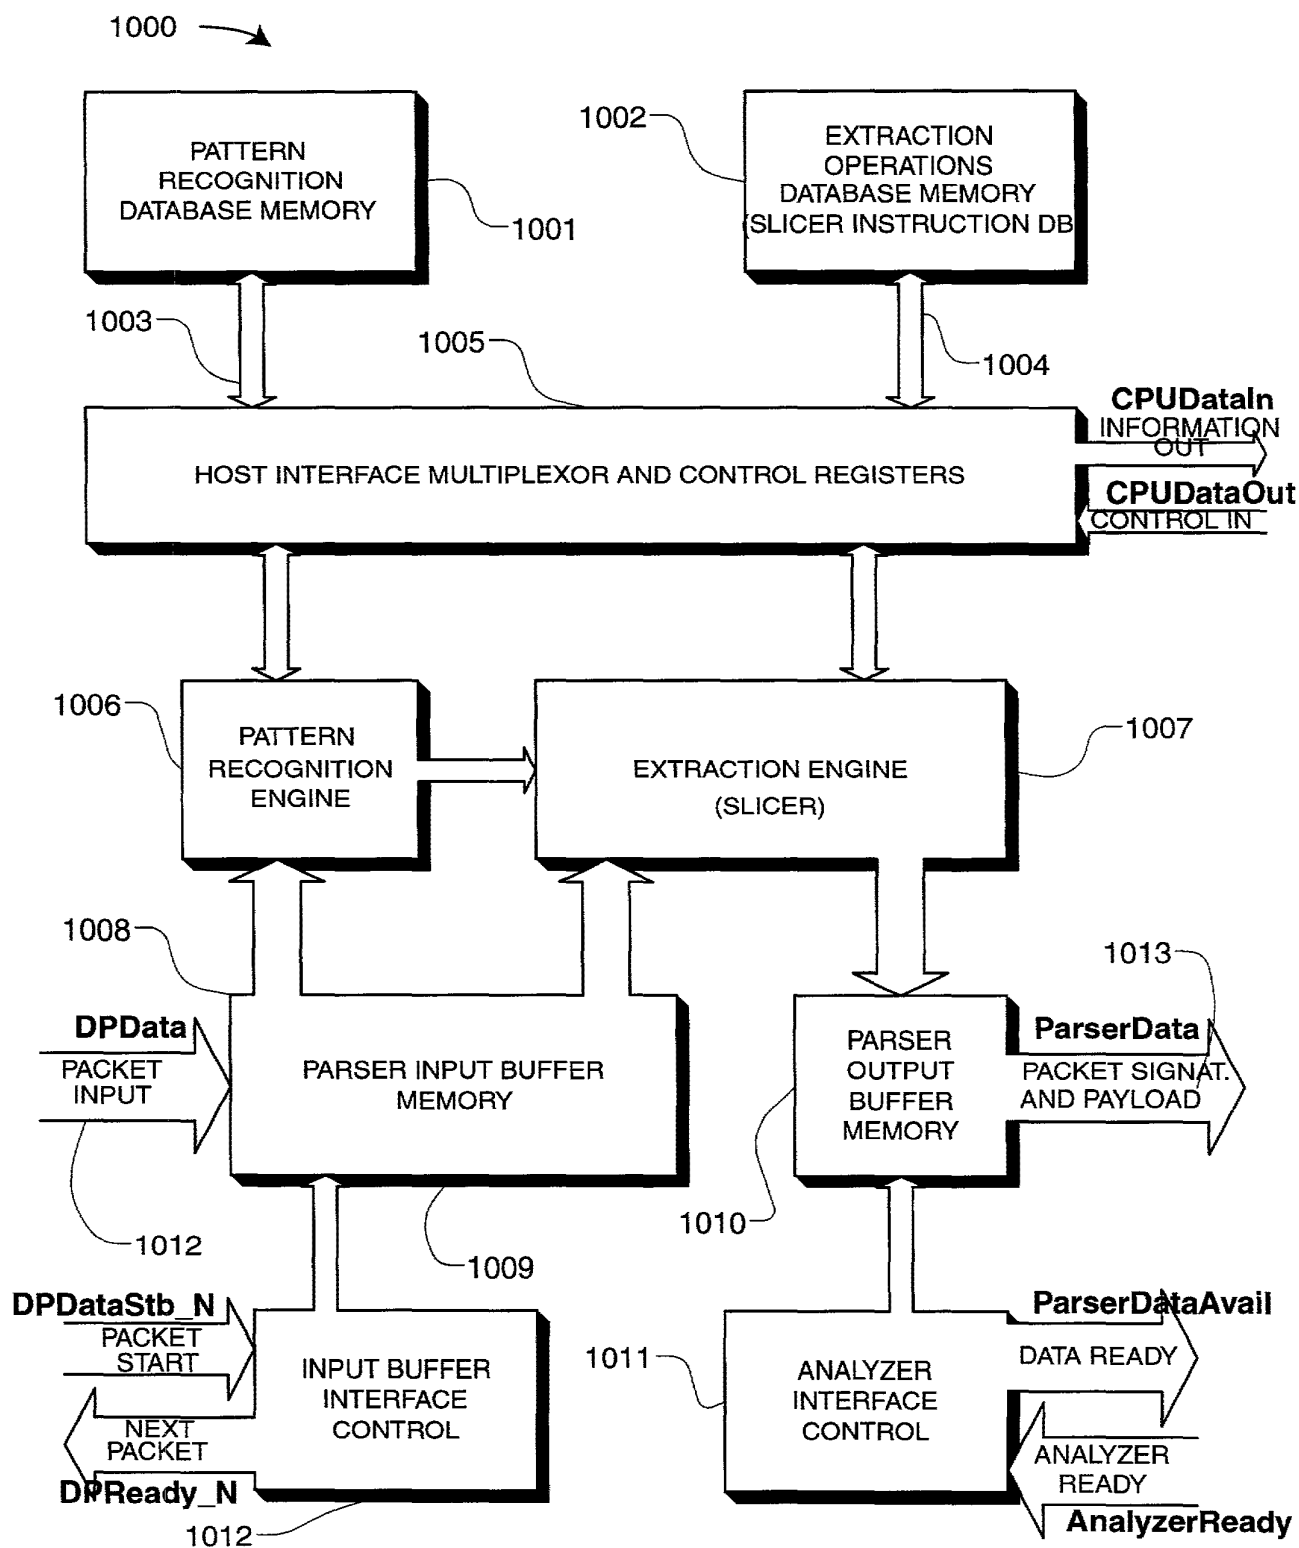 1000
PATTERN
RECOGNITION
DATABASE MEMORY
1001
1002
EXTRACTION
OPERATIONS
DATABASE MEMORY
(SLICER INSTRUCTION DB
1003
1004
1005
HOST INTERFACE MULTIPLEXOR AND CONTROL REGISTERS
CPUDataIn
INFORMATION
OUT
CPUDataOut
CONTROL IN
1006
PATTERN
RECOGNITION
ENGINE
EXTRACTION ENGINE
(SLICER)
1007
1008
DPData
PACKET
INPUT
PARSER INPUT BUFFER
MEMORY
1012
1009
PARSER
OUTPUT
BUFFER
MEMORY
1010
1013
ParserData
PACKET SIGNAT.
AND PAYLOAD
DPDataStb_N
PACKET
START
NEXT
PACKET
DPReady_N
INPUT BUFFER
INTERFACE
CONTROL
1012
1011
ANALYZER
INTERFACE
CONTROL
ParserDataAvail
DATA READY
ANALYZER
READY
AnalyzerReady